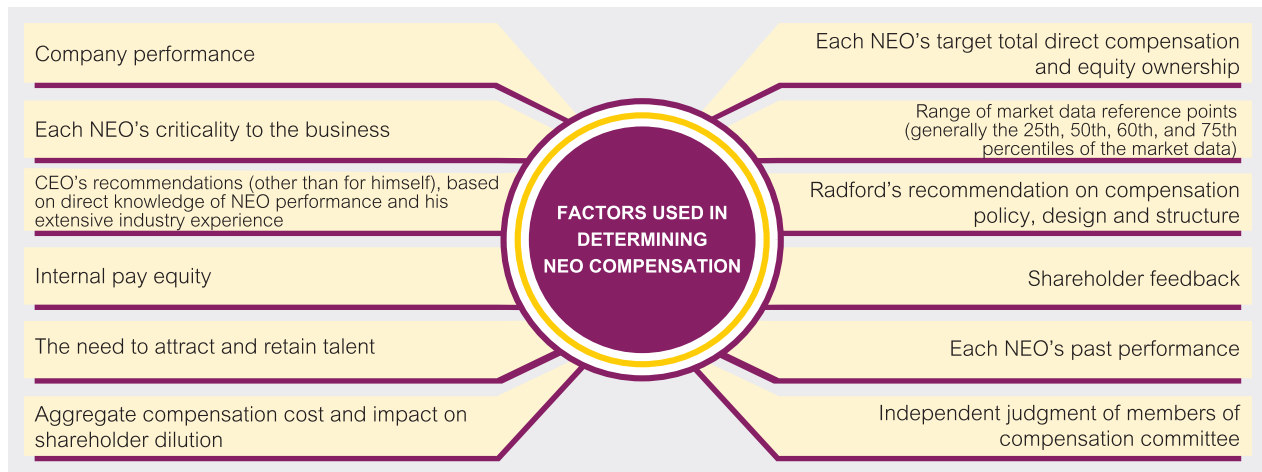 Company performance
Each NEO’s criticality to the business
CEO’s recommendations (other than for himself), based
on direct knowledge of NEO performance and his
extensive industry experience
Internal pay equity
The need to attract and retain talent
Aggregate compensation cost and impact on
shareholder dilution
FACTORS USED IN
DETERMINING
NEO COMPENSATION
Each NEO’s target total direct compensation
and equity ownership
Range of market data reference points
(generally the 25th, 50th, 60th, and 75th
percentiles of the market data)
Radford’s recommendation on compensation
policy, design and structure
Shareholder feedback
Each NEO’s past performance
Independent judgment of members of
compensation committee